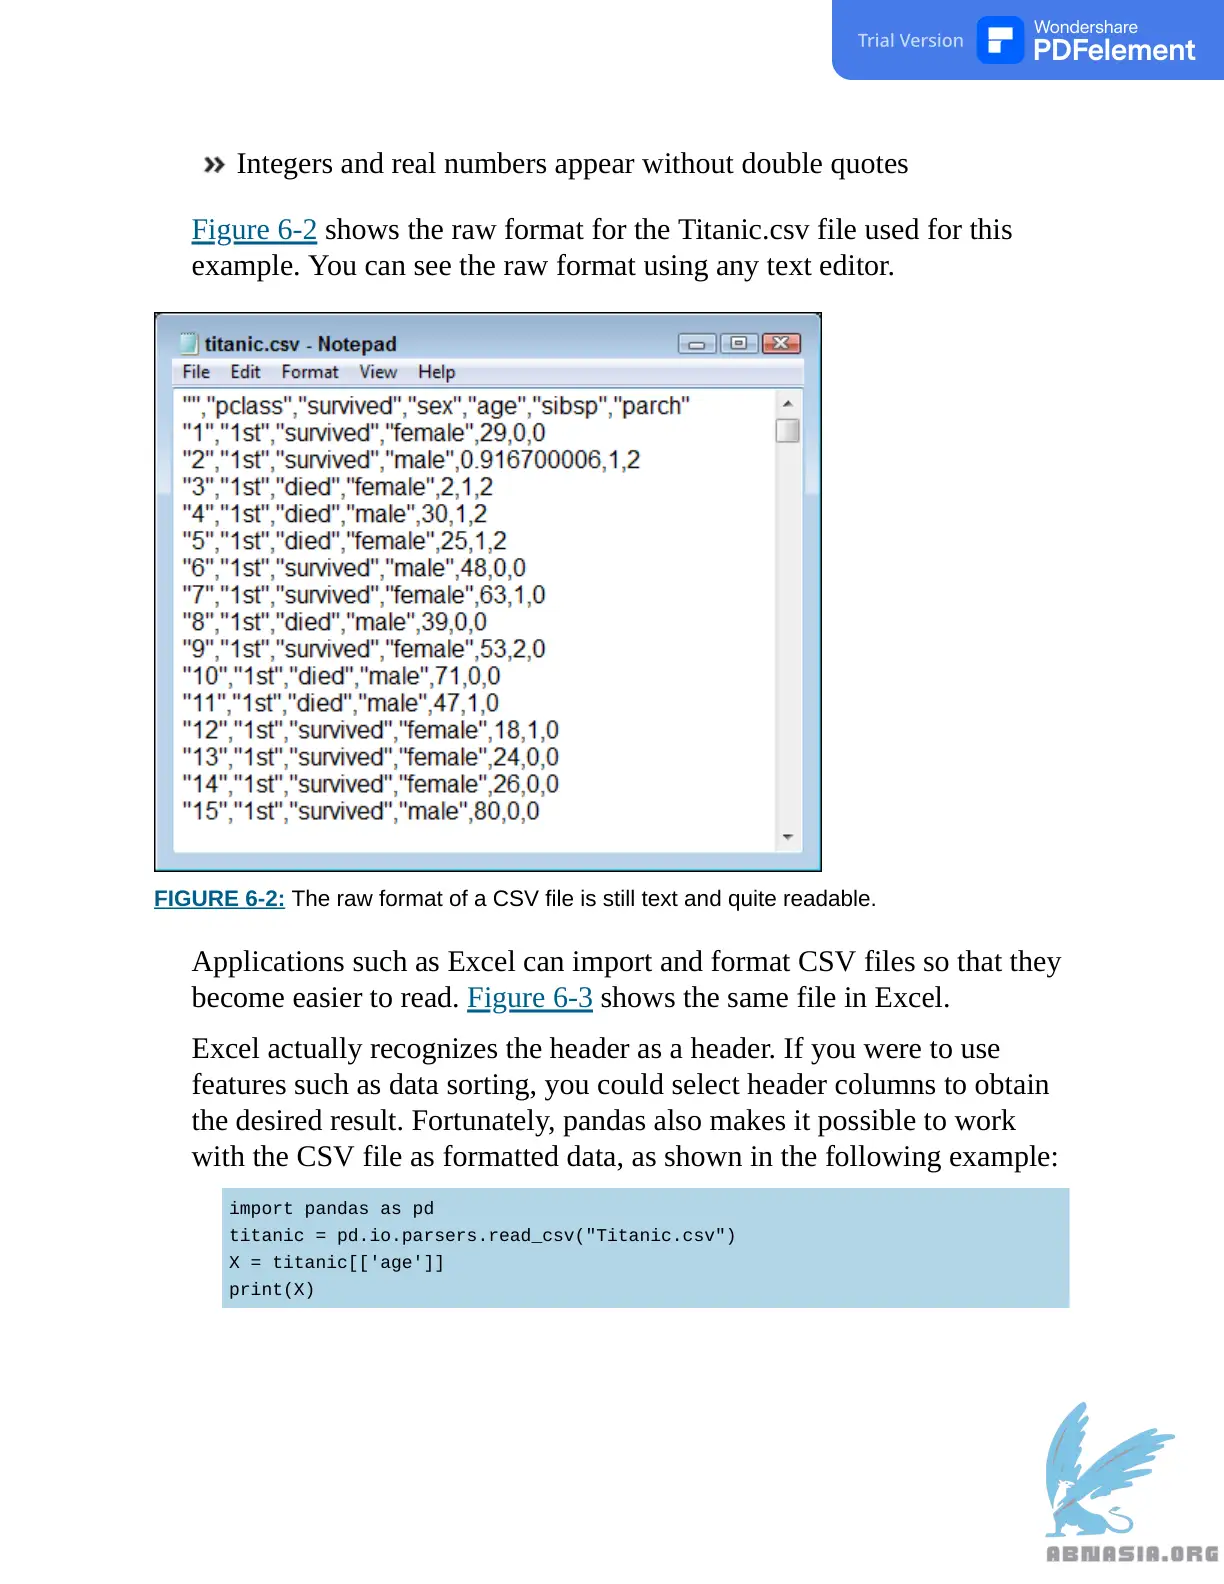 Trial Version
Wondershare
PDFelement
Integers and real numbers appear without double quotes
Figure 6-2 shows the raw format for the Titanic.csv file used for this
example. You can see the raw format using any text editor.
titanic.csv - Notepad
File Edit Format View Help
"","pclass","survived","sex","age","sibsp","parch"
"1","1st","survived","female",29,0,0
"2","1st","survived","male",0.916700006,1,2
"3","1st","died","female",2,1,2
"4","1st","died","male",30,1,2
"5","1st","died","female",25,1,2
"6","1st","survived","male",48,0,0
"7","1st","survived","female",63,1,0
"8","1st","died","male",39,0,0
"9","1st","survived","female",53,2,0
"10","1st","died","male",71,0,0
"11","1st","died","male",47,1,0
"12","1st","survived","female",18,1,0
"13","1st","survived","female",24,0,0
"14","1st","survived","female",26,0,0
"15","1st","survived","male",80,0,0
FIGURE 6-2: The raw format of a CSV file is still text and quite readable.
Applications such as Excel can import and format CSV files so that they
become easier to read. Figure 6-3 shows the same file in Excel.
Excel actually recognizes the header as a header. If you were to use
features such as data sorting, you could select header columns to obtain
the desired result. Fortunately, pandas also makes it possible to work
with the CSV file as formatted data, as shown in the following example:
import pandas as pd
titanic = pd.io.parsers.read_csv("Titanic.csv")
X = titanic[['age']]
print(X)
ABNASIA.ORG